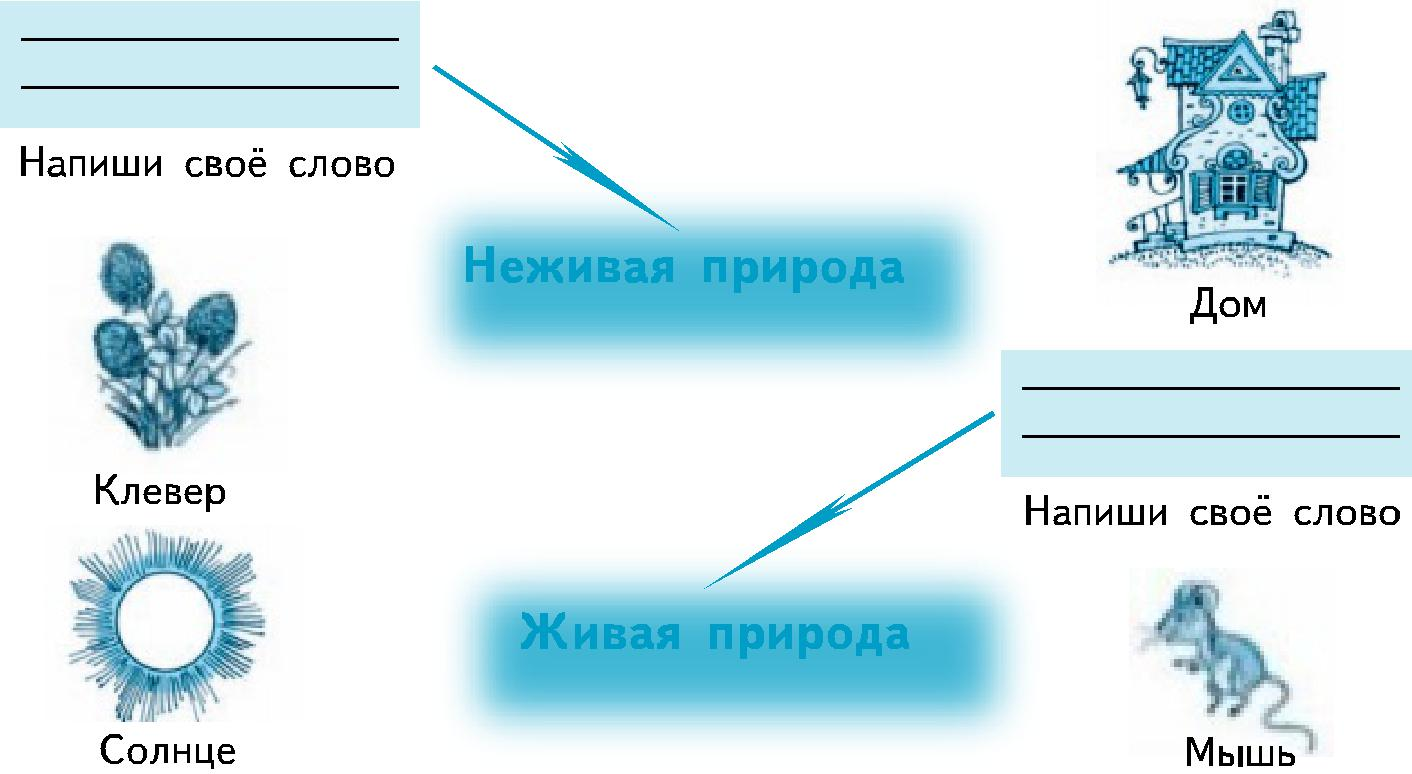 Напиши своё слово
Неживая природа
Дом
Клевер
Напиши своё слово
Живая природа
Солнце
Мышь